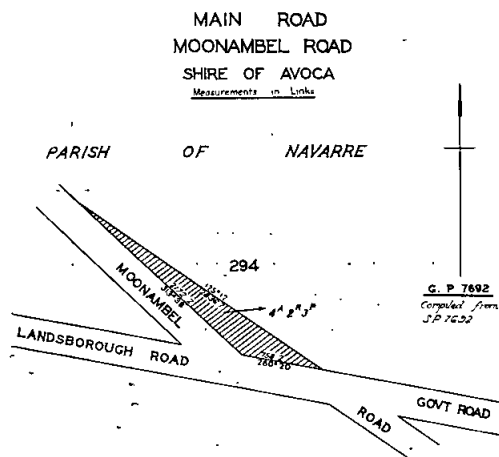 MAIN ROAD
MOONAMBEL ROAD
SHIRE OF AVOCA
Measurements in Links
PARISH OF NAVARRE
294
MOONAMBEL
4ᴬ 2ᴿ 3ᴾ
G. P 7692
Compiled from
S.P 7692
LANDSBOROUGH ROAD
ROAD
GOVT ROAD